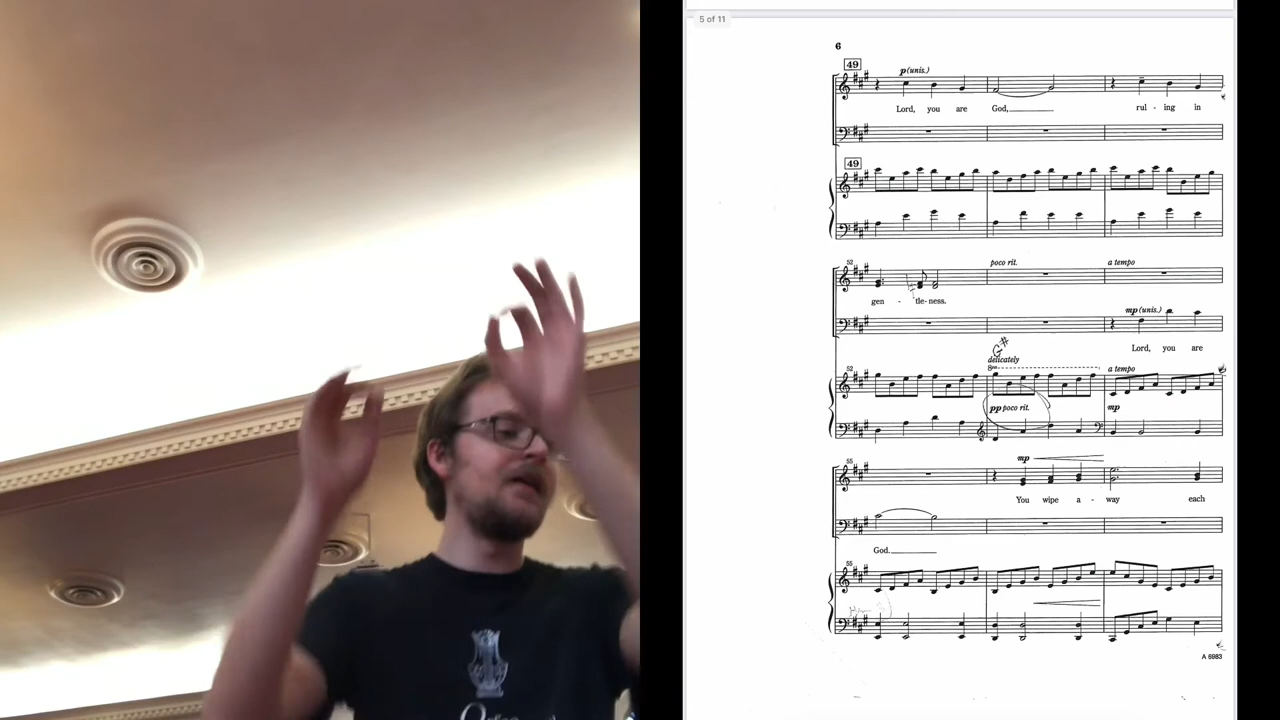 5 of 11
6
49
p (unis.)
Lord, you are God, rul - ing in
49
52
poco rit.
a tempo
gen - tle - ness.
mp (unis.)
Lord, you are
G#
delicately
52
8va
a tempo
pp poco rit.
mp
55
mp
You wipe a - way each
God.
55
A 6983